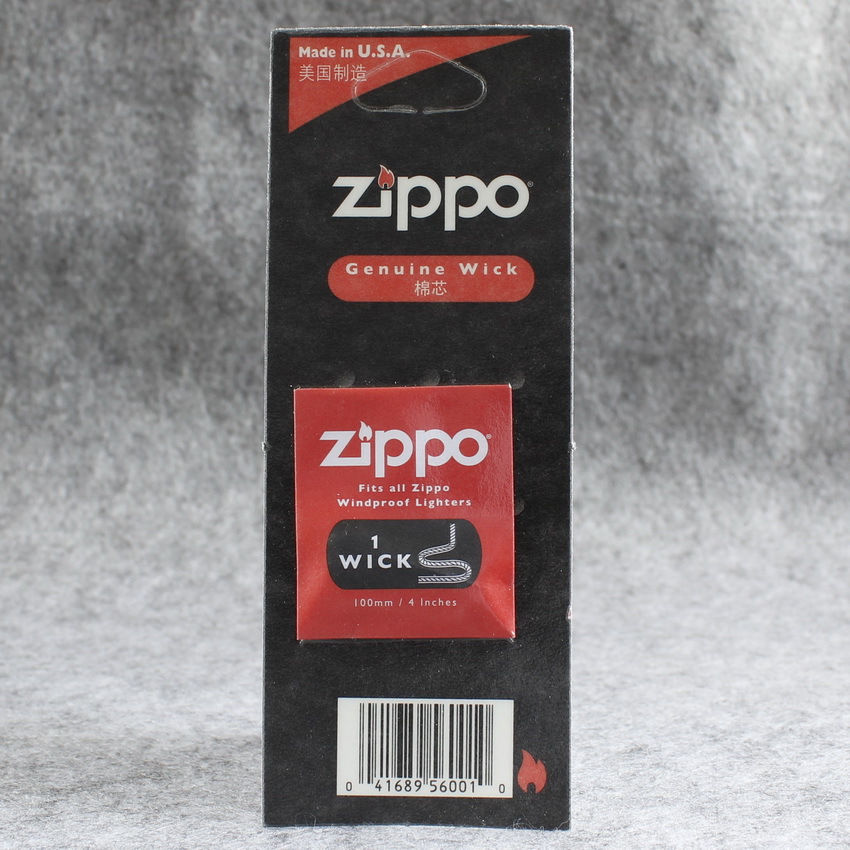 Made in U.S.A.
美国制造
zippo®
Genuine Wick
棉芯
zippo®
Fits all Zippo
Windproof Lighters
1
WICK
100mm / 4 Inches
0 41689 56001 0